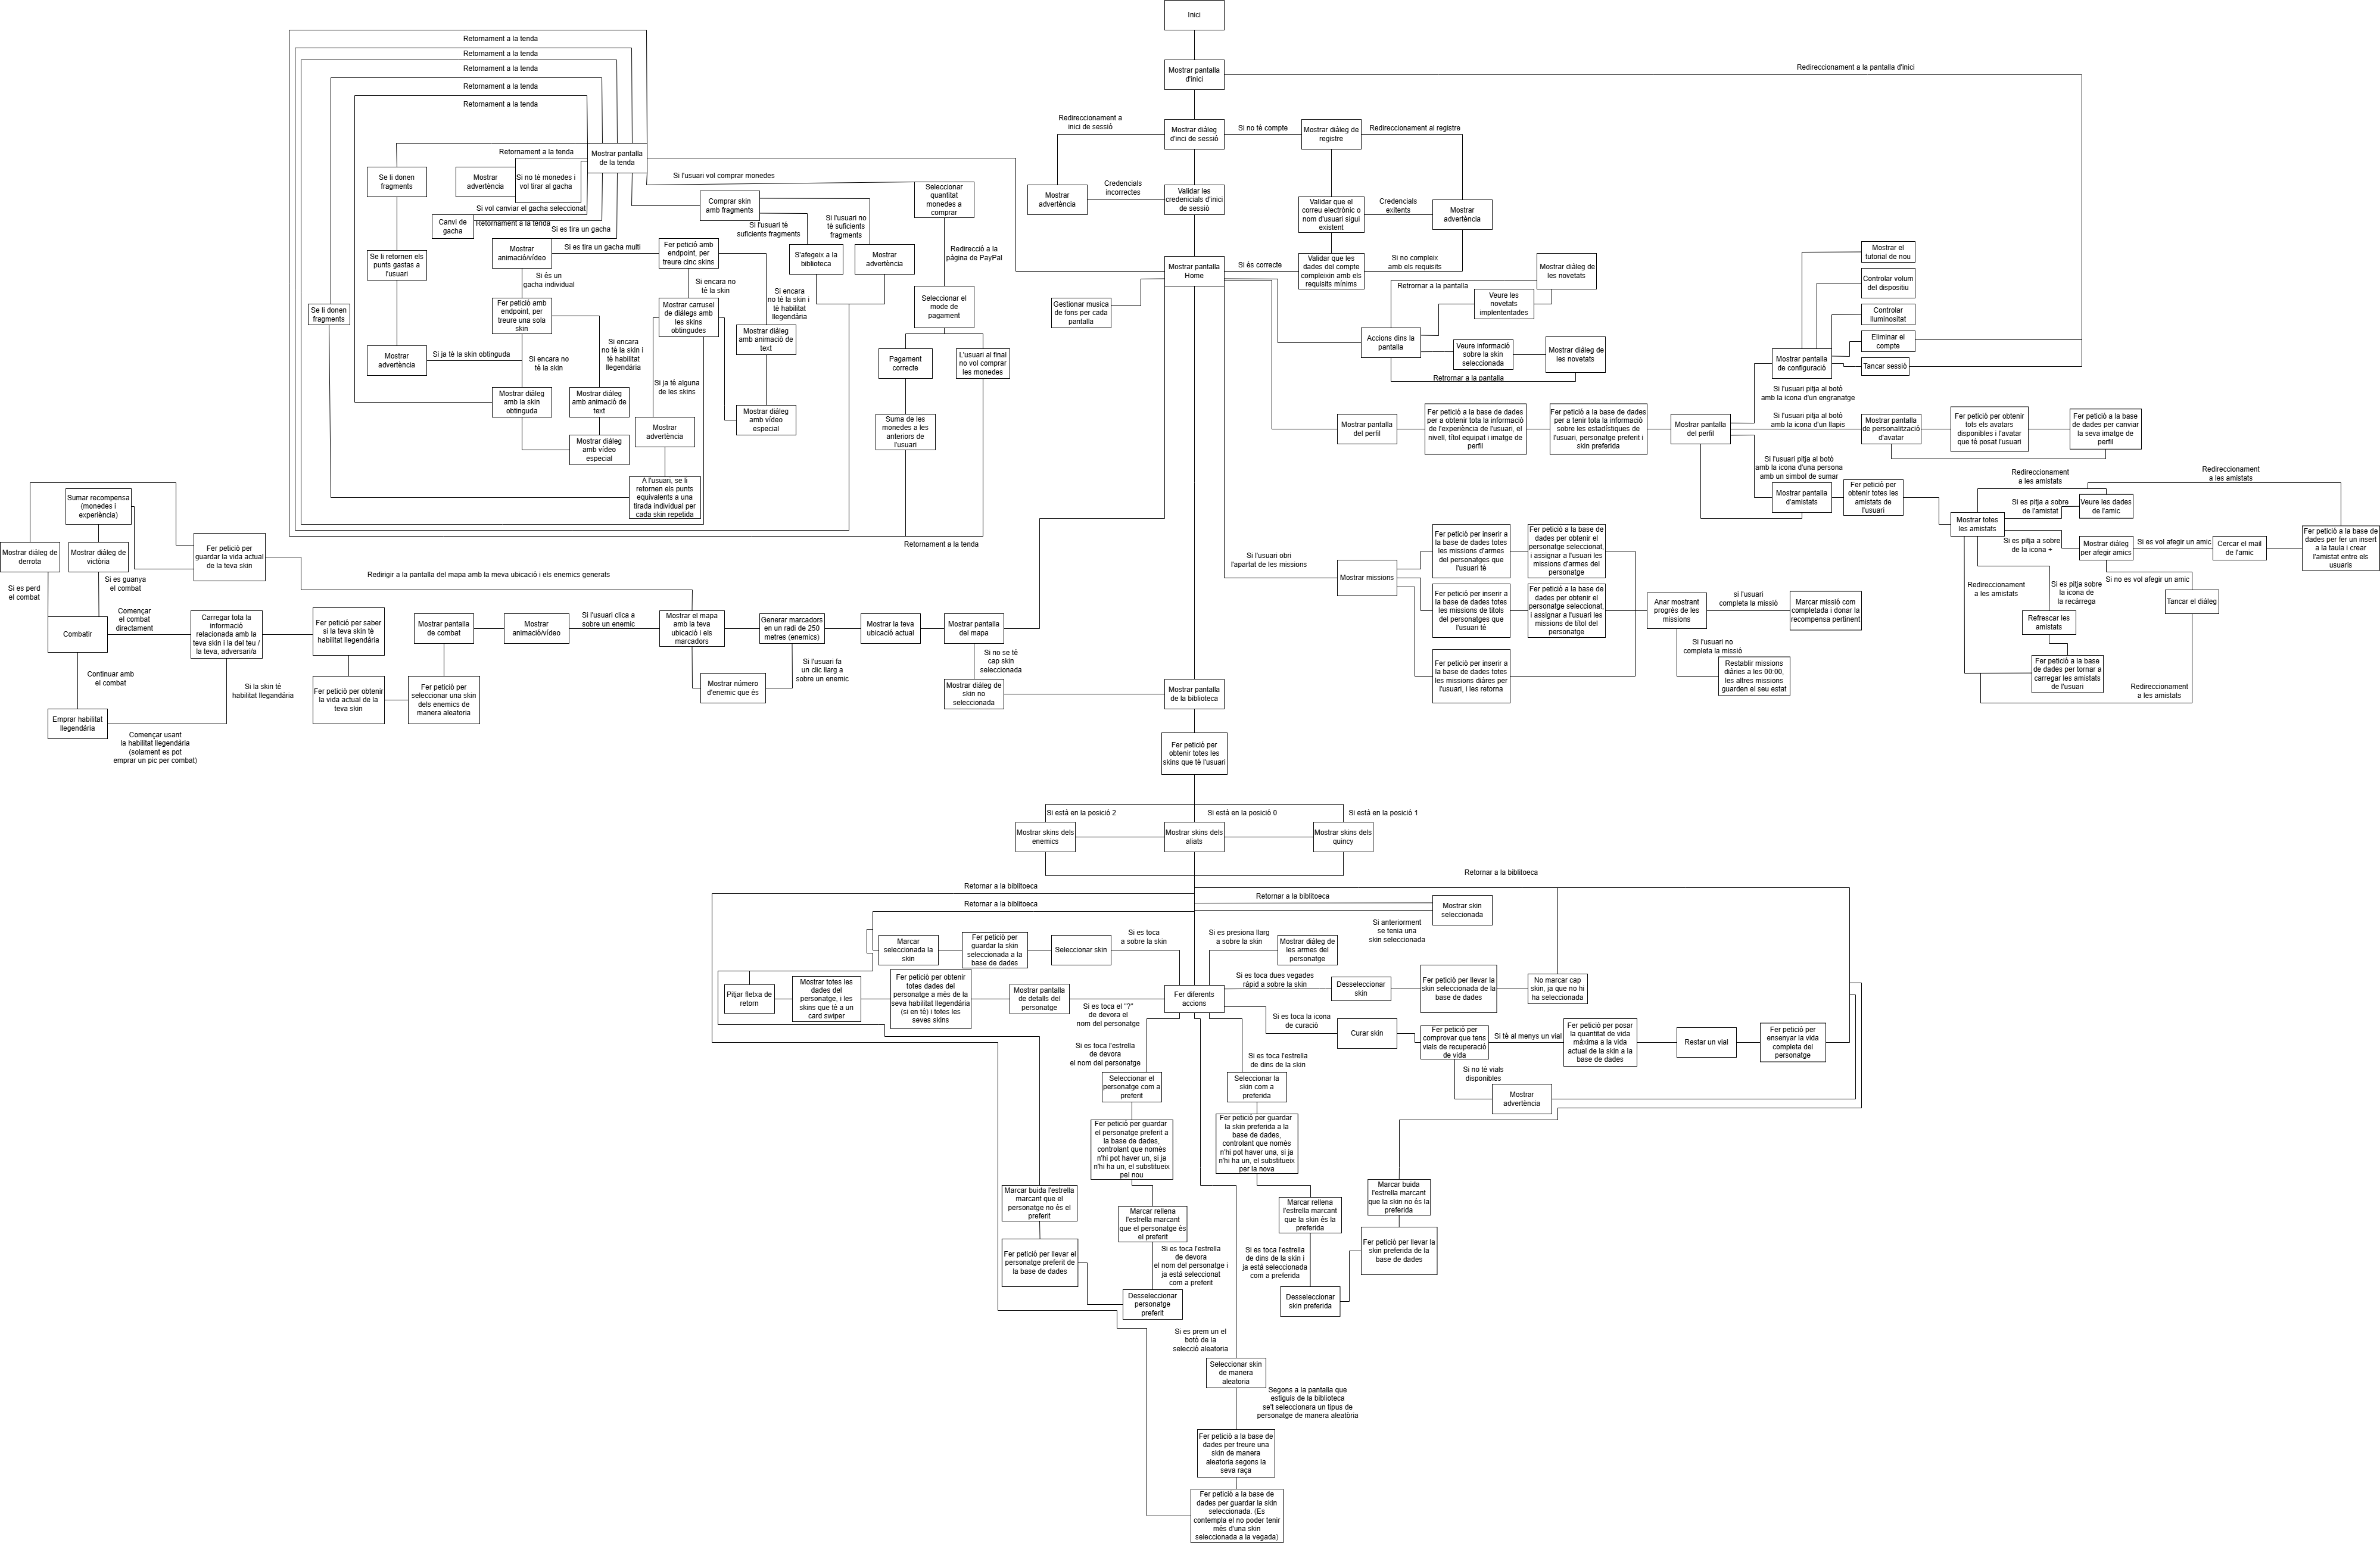 Inici
Mostrar pantalla
d'inici
Redireccionament a la pantalla d'inici
Retornament a la tenda
Retornament a la tenda
Retornament a la tenda
Retornament a la tenda
Retornament a la tenda
Redireccionament a
inici de sessió
Mostrar diàleg
d'inci de sessió
Si no tè compte
Mostrar diàleg de
registre
Redireccionament al registre
Mostrar
advertència
Credencials
incorrectes
Validar les
credenicials d'inici
de sessiò
Validar que el
correu electrònic o
nom d'usuari sigui
existent
Credencials
exitents
Mostrar
advertència
Mostrar pantalla
Home
Si ès correcte
Validar que les
dades del compte
compleixin amb els
requisits mínims
Si no compleix
amb els requisits
Gestionar musica
de fons per cada
pantalla
Mostrar pantalla
de la tenda
Retornament a la tenda
Se li donen
fragments
Mostrar
advertència
Si no tè monedes i
vol tirar al gacha
Si vol canviar el gacha seleccionat
Canvi de
gacha
Retornament a la tenda
Si es tira un gacha
Si l'usuari vol comprar monedes
Comprar skin
amb fragments
Seleccionar
quantitat
monedes a
comprar
Si l'usuari tè
suficients fragments
Si l'usuari no
tè suficients
fragments
S'afegeix a la
biblioteca
Mostrar
advertència
Redirecció a la
página de PayPal
Seleccionar el
mode de
pagament
Pagament
correcte
L'usuari al final
no vol comprar
les monedes
Suma de les
monedes a les
anteriors de
l'usuari
Retornament a la tenda
Se li retornen els
punts gastas a
l'usuari
Se li donen
fragments
Mostrar
advertència
Si ja tè la skin obtinguda
Mostrar
animació/vídeo
Si es tira un gacha multi
Si és un
gacha individual
Fer petició amb
endpoint, per
treure una sola
skin
Si encara no
tè la skin
Si encara
no tè la skin i
tè habilitat
llegendària
Mostrar diàleg
amb la skin
obtinguda
Mostrar diàleg
amb animació de
text
Mostrar diàleg
amb vídeo
especial
Fer petició amb
endpoint, per
treure cinc skins
Si encara no
tè la skin
Si encara
no tè la skin i
tè habilitat
llegendària
Mostrar carrusel
de diàlegs amb
les skins
obtingudes
Mostrar diàleg
amb animació de
text
Si ja tè alguna
de les skins
Mostrar
advertència
Mostrar diàleg
amb vídeo
especial
A l'usuari, se li
retornen els punts
equivalents a una
tirada individual per
cada skin repetida
Mostrar diàleg de
les novetats
Retrornar a la pantalla
Veure les
novetats
implententades
Accions dins la
pantalla
Veure informació
sobre la skin
seleccionada
Mostrar diàleg de
les novetats
Retrornar a la pantalla
Mostrar el
tutorial de nou
Controlar volum
del dispositiu
Controlar
lluminositat
Eliminar el
compte
Tancar sessiò
Mostrar pantalla
de configuració
Si l'usuari pitja al botò
amb la icona d'un engranatge
Si l'usuari pitja al botò
amb la icona d'un llapis
Si l'usuari pitja al botò
amb la icona d'una persona
amb un simbol de sumar
Mostrar pantalla
del perfil
Fer petició a la base de dades
per a obtenir tota la informació
de l'experiència de l'usuari, el
nivell, títol equipat i imatge de
perfil
Fer petició a la base de dades
per a tenir tota la informació
sobre les estadístiques de
l'usuari, personatge preferit i
skin preferida
Mostrar pantalla
del perfil
Mostrar pantalla
de personalització
d'avatar
Fer petició per obtenir
tots els avatars
disponibles i l'avatar
que tè posat l'usuari
Fer petició a la base
de dades per canviar
la seva imatge de
perfil
Mostrar pantalla
d'amistats
Fer petició per
obtenir totes les
amistats de
l'usuari
Redireccionament
a les amistats
Redireccionament
a les amistats
Mostrar totes
les amistats
Si es pitja a sobre
de l'amistat
Veure les dades
de l'amic
Si es pitja a sobre
de la icona +
Mostrar diàleg
per afegir amics
Si es vol afegir un amic
Cercar el mail
de l'amic
Fer petició a la base de
dades per fer un insert
a la taula i crear
l'amistat entre els
usuaris
Si no es vol afegir un amic
Tancar el diàleg
Redireccionament
a les amistats
Si es pitja sobre
la icona de
la recàrrega
Refrescar les
amistats
Fer petició a la base
de dades per tornar a
carregar les amistats
de l'usuari
Redireccionament
a les amistats
Si l'usuari obri
l'apartat de les missions
Mostrar missions
Fer petició per inserir a
la base de dades totes
les missions d'armes
del personatges que
l'usuari tè
Fer petició a la base de
dades per obtenir el
personatge seleccionat,
i assignar a l'usuari les
missions d'armes del
personatge
Fer petició per inserir a
la base de dades totes
les missions de títols
del personatges que
l'usuari tè
Fer petició a la base de
dades per obtenir el
personatge seleccionat,
i assignar a l'usuari les
missions de títol del
personatge
Fer petició per inserir a
la base de dades totes
les missions diàres per
l'usuari, i les retorna
Anar mostrant
progrés de les
missions
si l'usuari
completa la missiò
Marcar missió com
completada i donar la
recompensa pertinent
Si l'usuari no
completa la missiò
Restablir missions
diàries a les 00:00,
les altres missions
guarden el seu estat
Sumar recompensa
(monedes i
experiència)
Mostrar diàleg de
derrota
Mostrar diàleg de
victòria
Fer petició per
guardar la vida actual
de la teva skin
Redirigir a la pantalla del mapa amb la meva ubicació i els enemics generats
Si es perd
el combat
Si es guanya
el combat
Combatir
Començar
el combat
directament
Carregar tota la
informació
relacionada amb la
teva skin i la del teu /
la teva, adversari/a
Fer petició per saber
si la teva skin tè
habilitat llegendària
Fer petició per obtenir
la vida actual de la
teva skin
Fer petició per
seleccionar una skin
dels enemics de
manera aleatoria
Mostrar pantalla
de combat
Mostrar
animació/vídeo
Si l'usuari clica a
sobre un enemic
Mostrar el mapa
amb la teva
ubicació i els
marcadors
Generar marcadors
en un radi de 250
metres (enemics)
Mostrar la teva
ubicació actual
Mostrar pantalla
del mapa
Mostrar número
d'enemic que és
Si l'usuari fa
un clic llarg a
sobre un enemic
Si no se tè
cap skin
seleccionada
Mostrar diàleg de
skin no
seleccionada
Continuar amb
el combat
Si la skin tè
habilitat llegandària
Emprar habilitat
llegendària
Començar usant
la habilitat llegendària
(solament es pot
emprar un pic per combat)
Mostrar pantalla
de la biblioteca
Fer petició per
obtenir totes les
skins que tè l'usuari
Si està en la posició 2
Si està en la posició 0
Si està en la posició 1
Mostrar skins dels
enemics
Mostrar skins dels
aliats
Mostrar skins dels
quincy
Retornar a la biblitoeca
Retornar a la biblitoeca
Retornar a la biblitoeca
Retornar a la biblitoeca
Mostrar skin
seleccionada
Si anteriorment
se tenia una
skin seleccionada
Marcar
seleccionada la
skin
Fer petició per
guardar la skin
seleccionada a la
base de dades
Seleccionar skin
Si es toca
a sobre la skin
Si es presiona llarg
a sobre la skin
Mostrar diàleg de
les armes del
personatge
Si es toca dues vegades
ràpid a sobre la skin
Desseleccionar
skin
Fer petició per llevar la
skin seleccionada de la
base de dades
No marcar cap
skin, ja que no hi
ha seleccionada
Pitjar fletxa de
retorn
Mostrar totes les
dades del
personatge, i les
skins que tè a un
card swiper
Fer petició per obtenir
totes dades del
personatge a més de la
seva habilitat llegendària
(si en tè) i totes les
seves skins
Mostrar pantalla
de details del
personatge
Si es toca el "?"
de devora el
nom del personatge
Fer diferents
accions
Si es toca la icona
de curació
Curar skin
Fer petició per
comprovar que tens
vials de recuperació
de vida
Si tè al menys un vial
Fer petició per posar
la quantitat de vida
màxima a la vida
actual de la skin a la
base de dades
Restar un vial
Fer petició per
ensenyar la vida
completa del
personatge
Si no tè vials
disponibles
Mostrar
advertència
Si es toca l'estrella
de devora
el nom del personatge
Seleccionar el
personatge com a
preferit
Fer petició per guardar
el personatge preferit a
la base de dades,
controlant que només
n'hi pot haver un, si ja
n'hi ha un, el substitueix
pel nou
Si es toca l'estrella
de dins de la skin
Seleccionar la
skin com a
preferida
Fer petició per guardar
la skin preferida a la
base de dades,
controlant que només
n'hi pot haver una, si ja
n'hi ha un, el substitueix
per la nova
Marcar buida l'estrella
marcant que el
personatge no és el
preferit
Fer petició per llevar el
personatge preferit de
la base de dades
Marcar rellena
l'estrella marcant
que el personatge és
el preferit
Si es toca l'estrella
de devora
el nom del personatge i
ja està seleccionat
com a preferit
Desseleccionar
personatge
preferit
Marcar rellena
l'estrella marcant
que la skin és la
preferida
Si es toca l'estrella
de dins de la skin i
ja està seleccionada
com a preferida
Desseleccionar
skin preferida
Marcar buida
l'estrella marcant
que la skin no és la
preferida
Fer petició per llevar la
skin preferida de la
base de dades
Si es prem un el
botò de la
selecció aleatoria
Seleccionar skin
de manera
aleatoria
Segons a la pantalla que
estiguis de la biblioteca
se't seleccionara un tipus de
personatge de manera aleatòria
Fer petició a la base de
dades per treure una
skin de manera
aleatoria segons la
seva raça
Fer petició a la base de
dades per guardar la skin
seleccionada. (Es
contempla el no poder tenir
més d'una skin
seleccionada a la vegada)